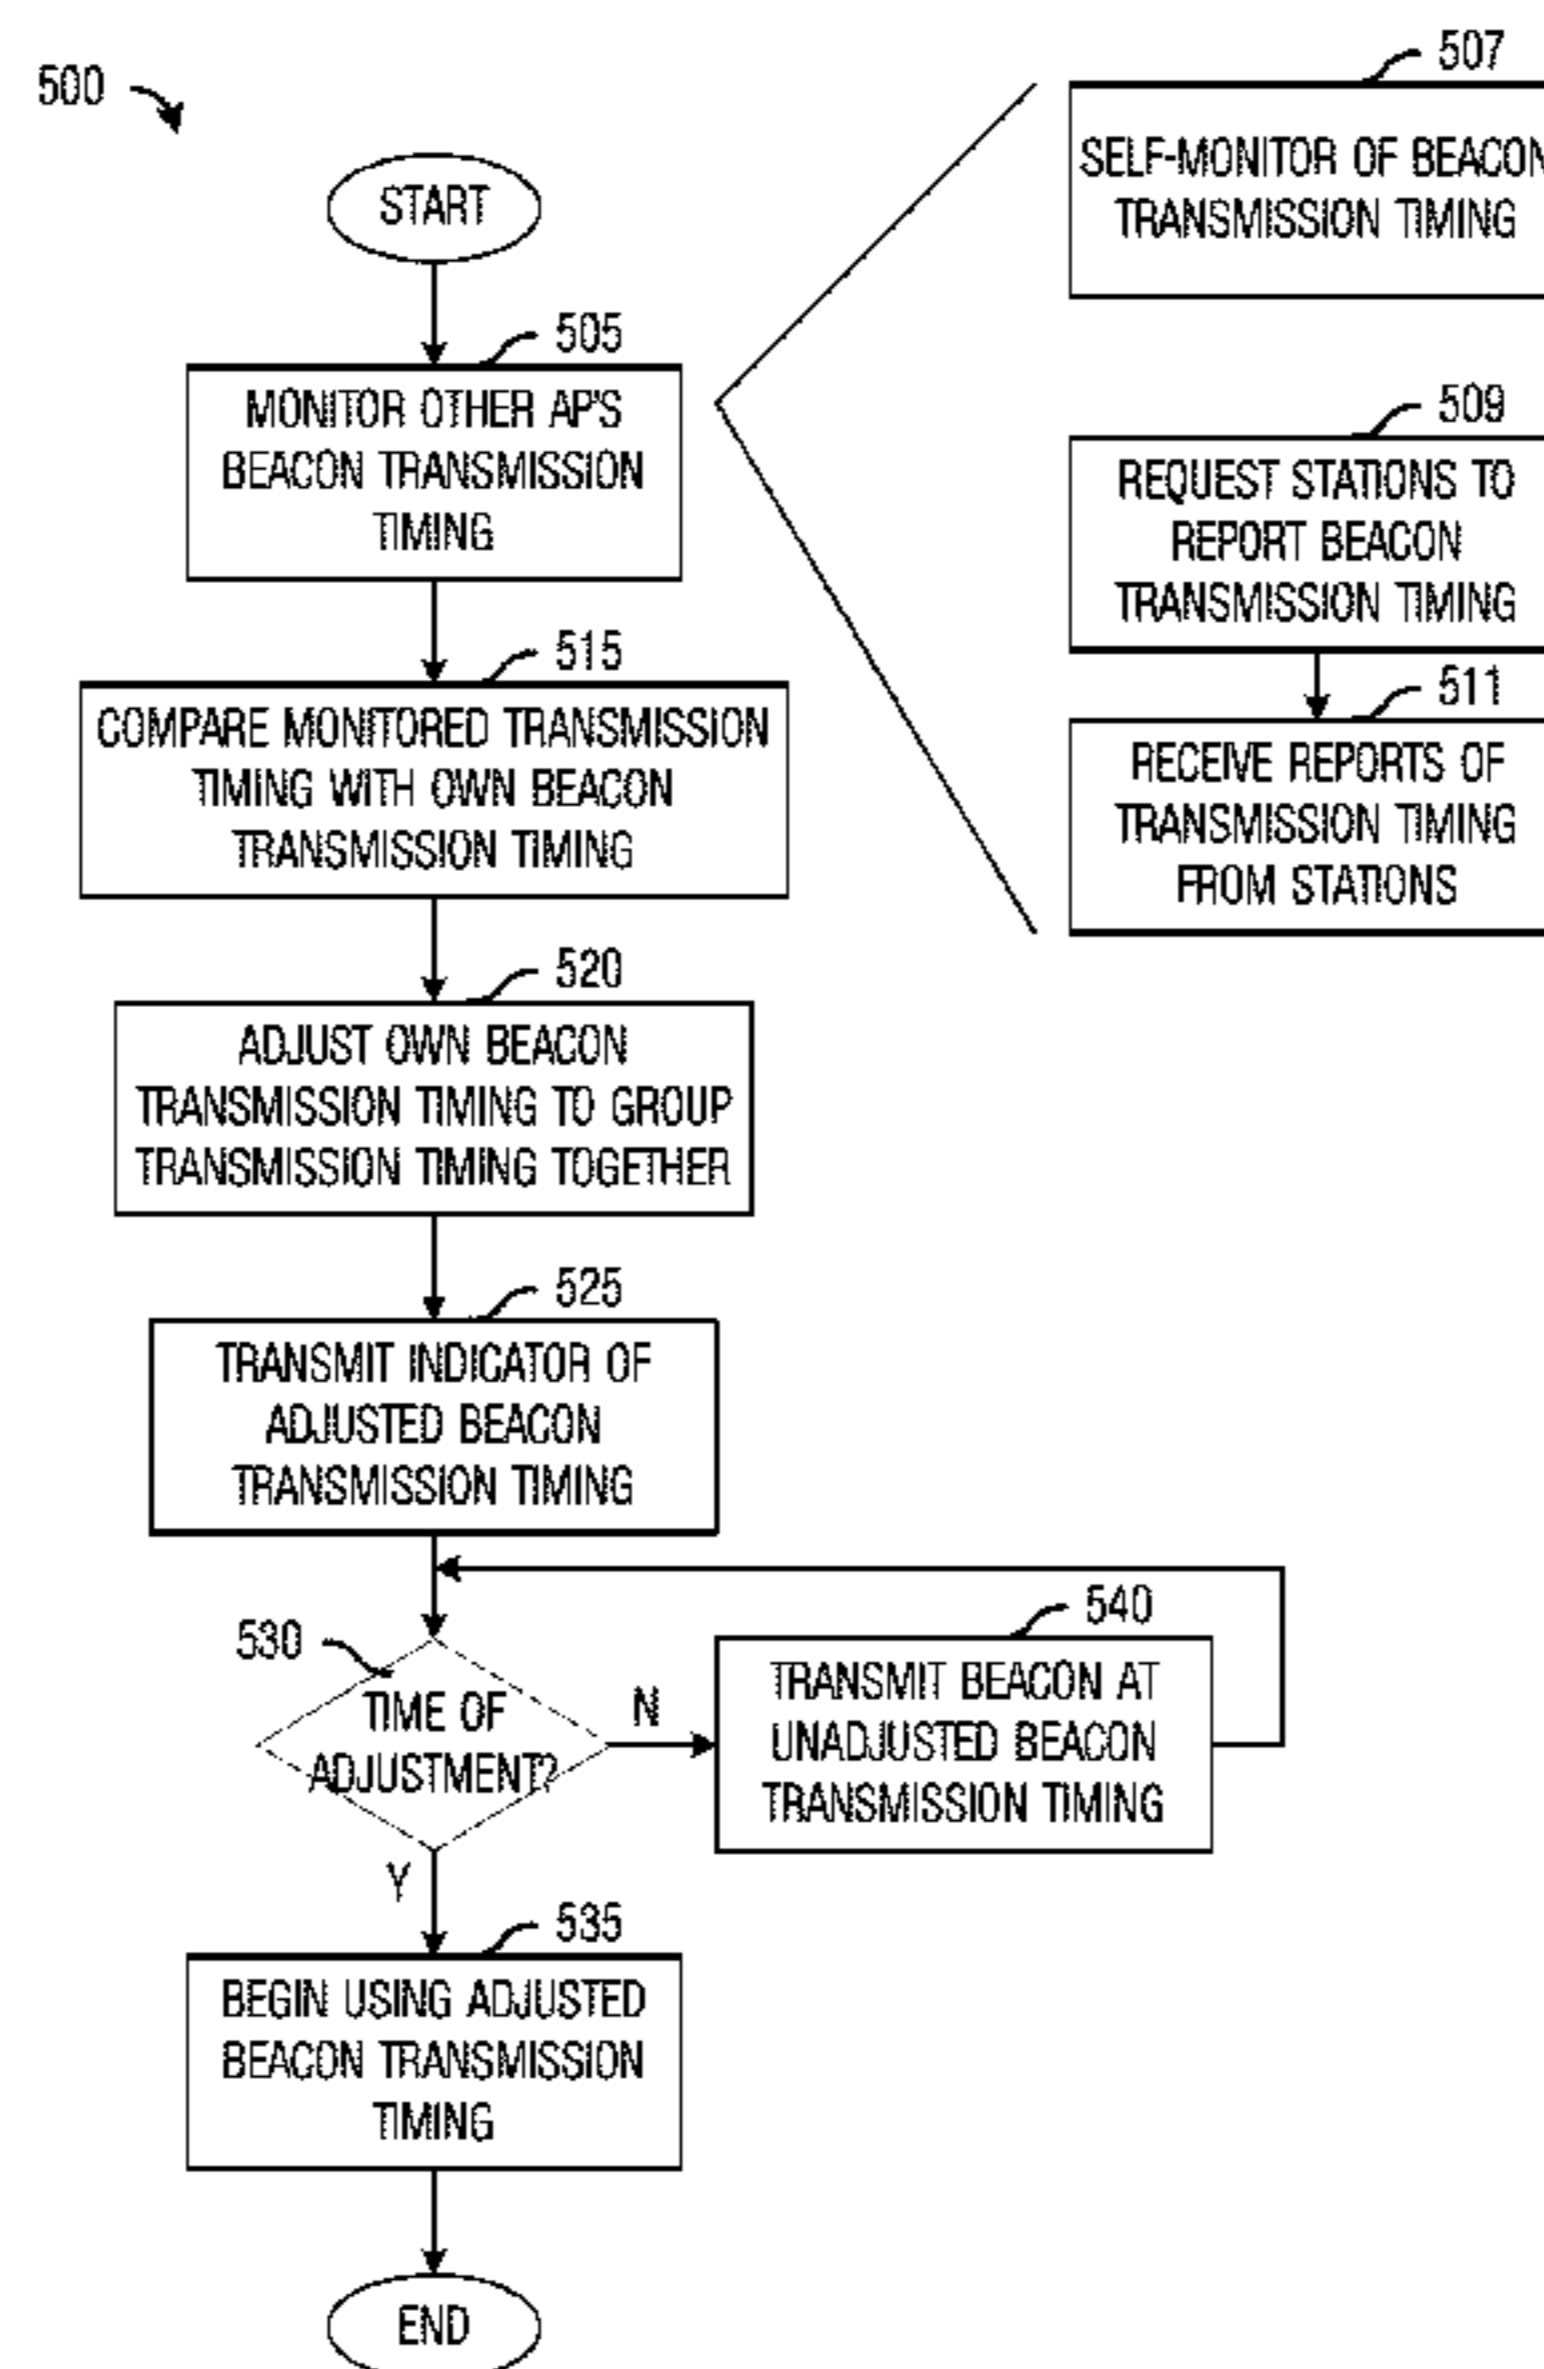 500
START
505
MONITOR OTHER AP'S
BEACON TRANSMISSION
TIMING
507
SELF-MONITOR OF BEACON
TRANSMISSION TIMING
509
REQUEST STATIONS TO
REPORT BEACON
TRANSMISSION TIMING
511
RECEIVE REPORTS OF
TRANSMISSION TIMING
FROM STATIONS
515
COMPARE MONITORED TRANSMISSION
TIMING WITH OWN BEACON
TRANSMISSION TIMING
520
ADJUST OWN BEACON
TRANSMISSION TIMING TO GROUP
TRANSMISSION TIMING TOGETHER
525
TRANSMIT INDICATOR OF
ADJUSTED BEACON
TRANSMISSION TIMING
530
TIME OF
ADJUSTMENT?
N
Y
540
TRANSMIT BEACON AT
UNADJUSTED BEACON
TRANSMISSION TIMING
535
BEGIN USING ADJUSTED
BEACON TRANSMISSION
TIMING
END